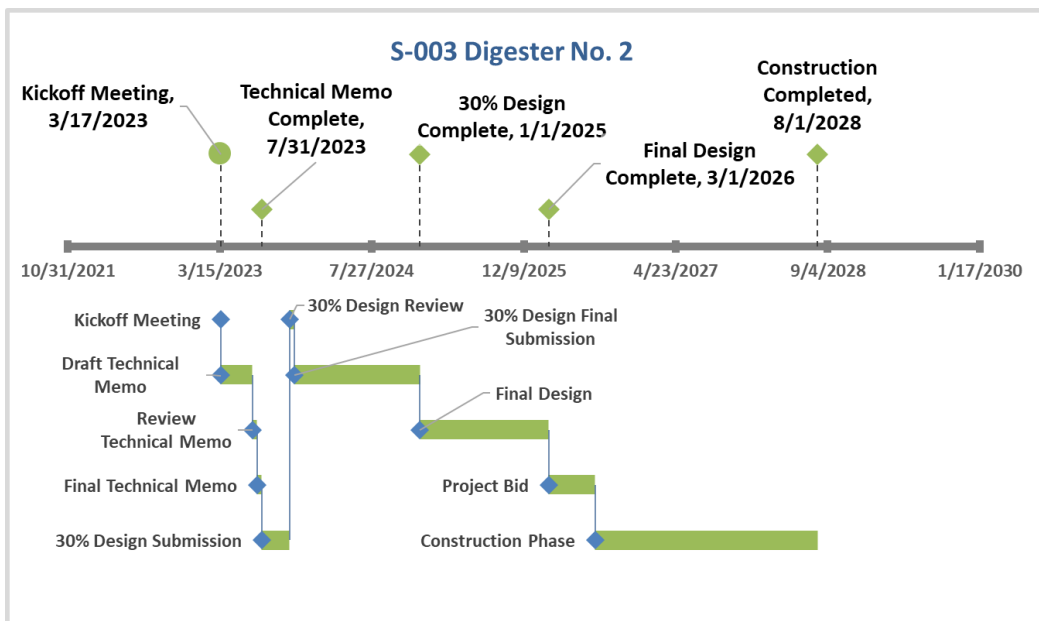 S-003 Digester No. 2
Kickoff Meeting,
3/17/2023
Technical Memo
Complete,
7/31/2023
30% Design
Complete, 1/1/2025
Final Design
Complete, 3/1/2026
Construction
Completed,
8/1/2028
10/31/2021
3/15/2023
7/27/2024
12/9/2025
4/23/2027
9/4/2028
1/17/2030
Kickoff Meeting
30% Design Review
30% Design Final
Submission
Draft Technical
Memo
Final Design
Review
Technical Memo
Final Technical Memo
Project Bid
30% Design Submission
Construction Phase